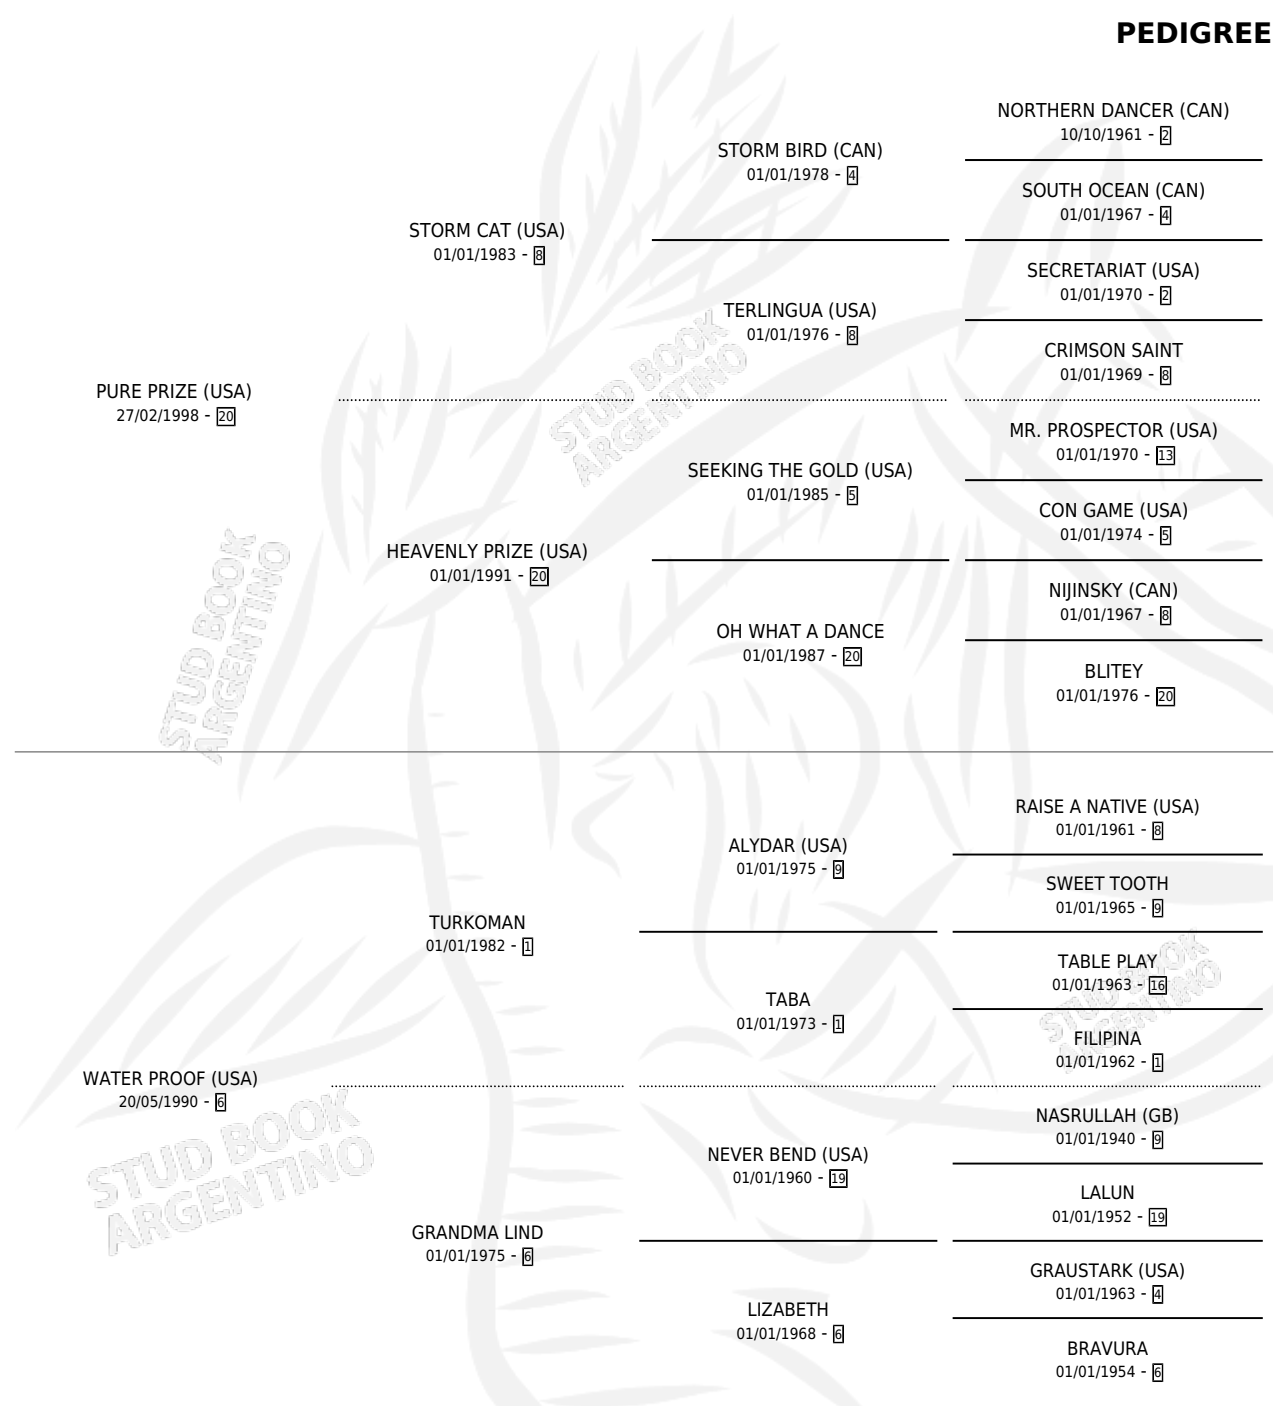 PEDIGREE
NORTHERN DANCER (CAN)
10/10/1961 - 2
STORM BIRD (CAN)
01/01/1978 - 4
SOUTH OCEAN (CAN)
01/01/1967 - 4
STORM CAT (USA)
01/01/1983 - 8
SECRETARIAT (USA)
01/01/1970 - 2
TERLINGUA (USA)
01/01/1976 - 8
CRIMSON SAINT
01/01/1969 - 8
PURE PRIZE (USA)
27/02/1998 - 20
MR. PROSPECTOR (USA)
01/01/1970 - 13
SEEKING THE GOLD (USA)
01/01/1985 - 5
CON GAME (USA)
01/01/1974 - 5
HEAVENLY PRIZE (USA)
01/01/1991 - 20
NIJINSKY (CAN)
01/01/1967 - 8
OH WHAT A DANCE
01/01/1987 - 20
BLITEY
01/01/1976 - 20
RAISE A NATIVE (USA)
01/01/1961 - 8
ALYDAR (USA)
01/01/1975 - 9
SWEET TOOTH
01/01/1965 - 9
TURKOMAN
01/01/1982 - 1
TABLE PLAY
01/01/1963 - 16
TABA
01/01/1973 - 1
FILIPINA
01/01/1962 - 1
WATER PROOF (USA)
20/05/1990 - 6
NASRULLAH (GB)
01/01/1940 - 9
NEVER BEND (USA)
01/01/1960 - 19
LALUN
01/01/1952 - 19
GRANDMA LIND
01/01/1975 - 6
GRAUSTARK (USA)
01/01/1963 - 4
LIZABETH
01/01/1968 - 6
BRAVURA
01/01/1954 - 6
STUD BOOK
ARGENTINO
STUD BOOK
ARGENTINO
STUD BOOK
ARGENTINO
STUD BOOK
ARGENTINO